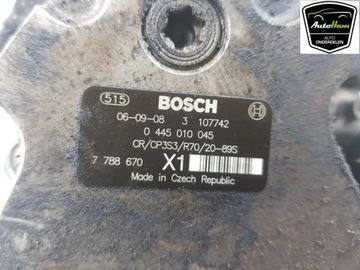 AutoHam
AUTO
ONDERDELEN
515 BOSCH
06-09-08 3 107742
0 445 010 045
CR/CP3S3/R70/20-89S
7 788 670 X1
Made in Czech Republic